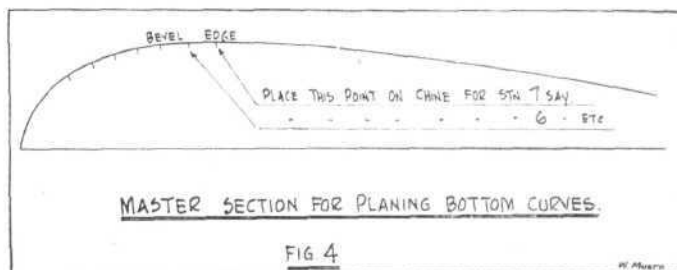 BEVEL EDGE
PLACE THIS POINT ON CHINE FOR STN 7 SAY.
" " " " " " " " 6 " ETC
MASTER SECTION FOR PLANING BOTTOM CURVES.
FIG 4
W.